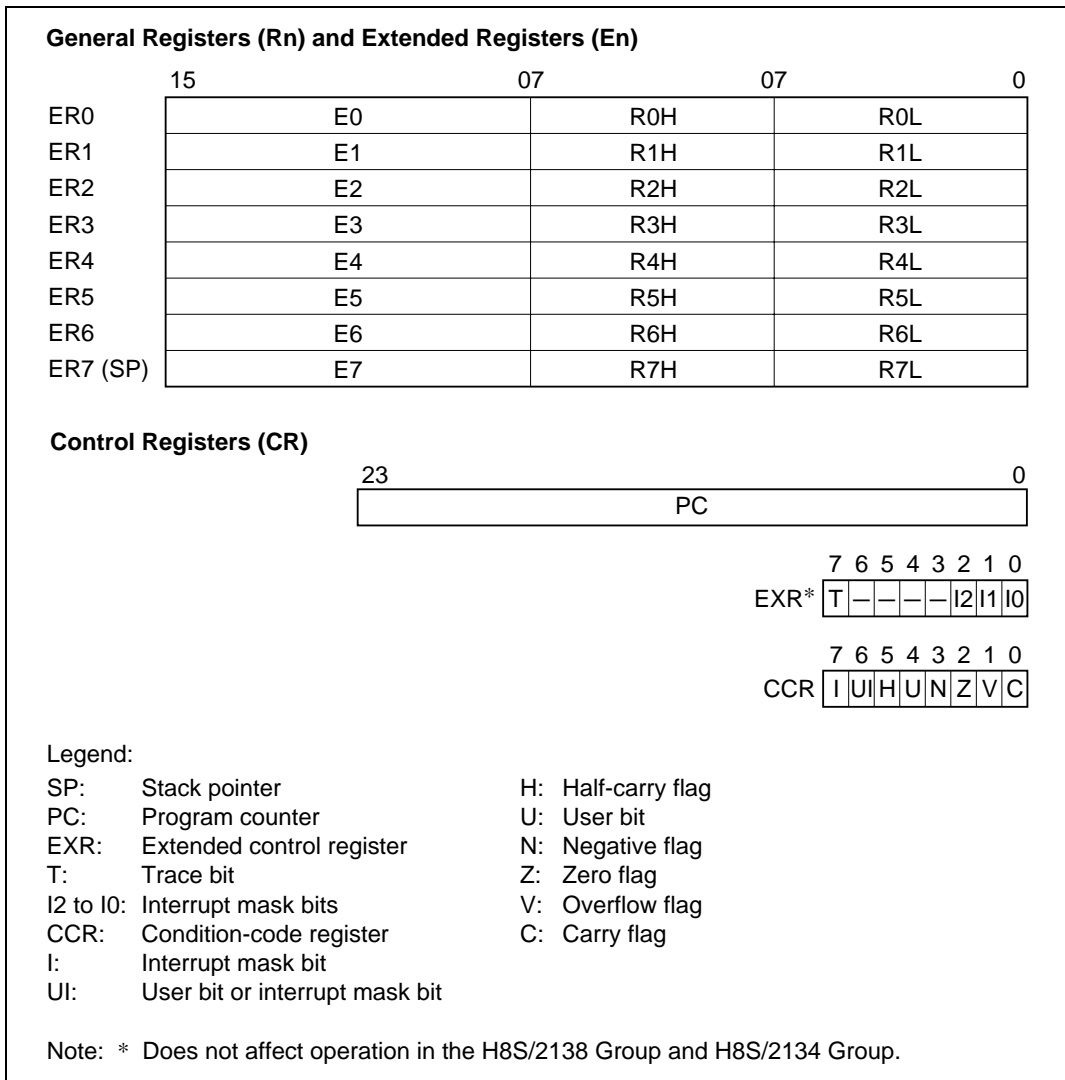 General Registers (Rn) and Extended Registers (En)
15 07 07 0
ER0 E0 R0H R0L
ER1 E1 R1H R1L
ER2 E2 R2H R2L
ER3 E3 R3H R3L
ER4 E4 R4H R4L
ER5 E5 R5H R5L
ER6 E6 R6H R6L
ER7 (SP) E7 R7H R7L
Control Registers (CR)
23 0
PC
7 6 5 4 3 2 1 0
EXR* T — — — — I2 I1 I0
7 6 5 4 3 2 1 0
CCR I UI H U N Z V C
Legend:
SP: Stack pointer
PC: Program counter
EXR: Extended control register
T: Trace bit
I2 to I0: Interrupt mask bits
CCR: Condition-code register
I: Interrupt mask bit
UI: User bit or interrupt mask bit
H: Half-carry flag
U: User bit
N: Negative flag
Z: Zero flag
V: Overflow flag
C: Carry flag
Note: * Does not affect operation in the H8S/2138 Group and H8S/2134 Group.